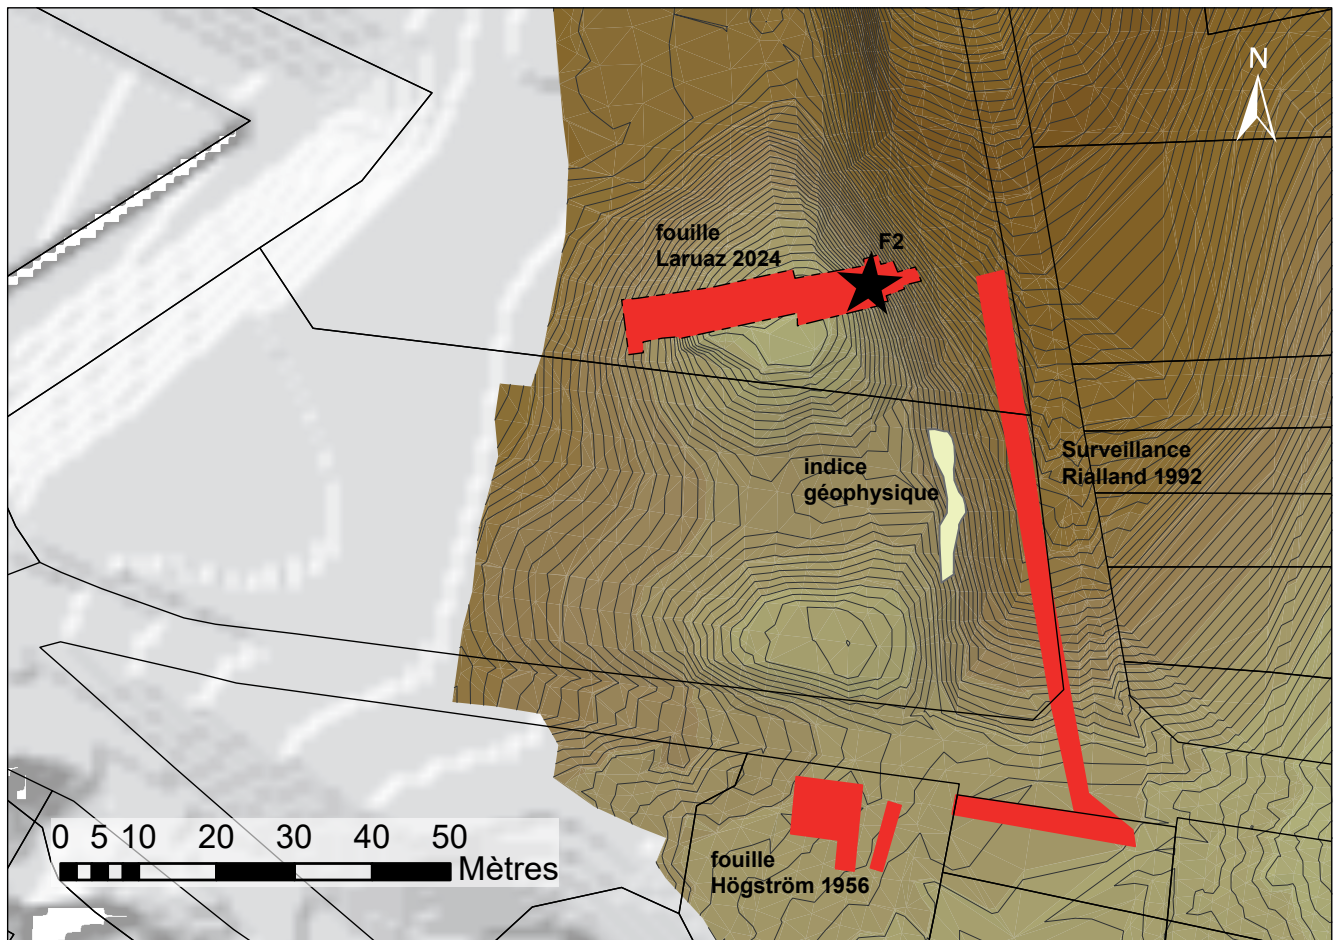 N
fouille
Laruaz 2024
F2
Surveillance
Rialland 1992
indice
géophysique
0 5 10 20 30 40 50
Mètres
fouille
Högström 1956